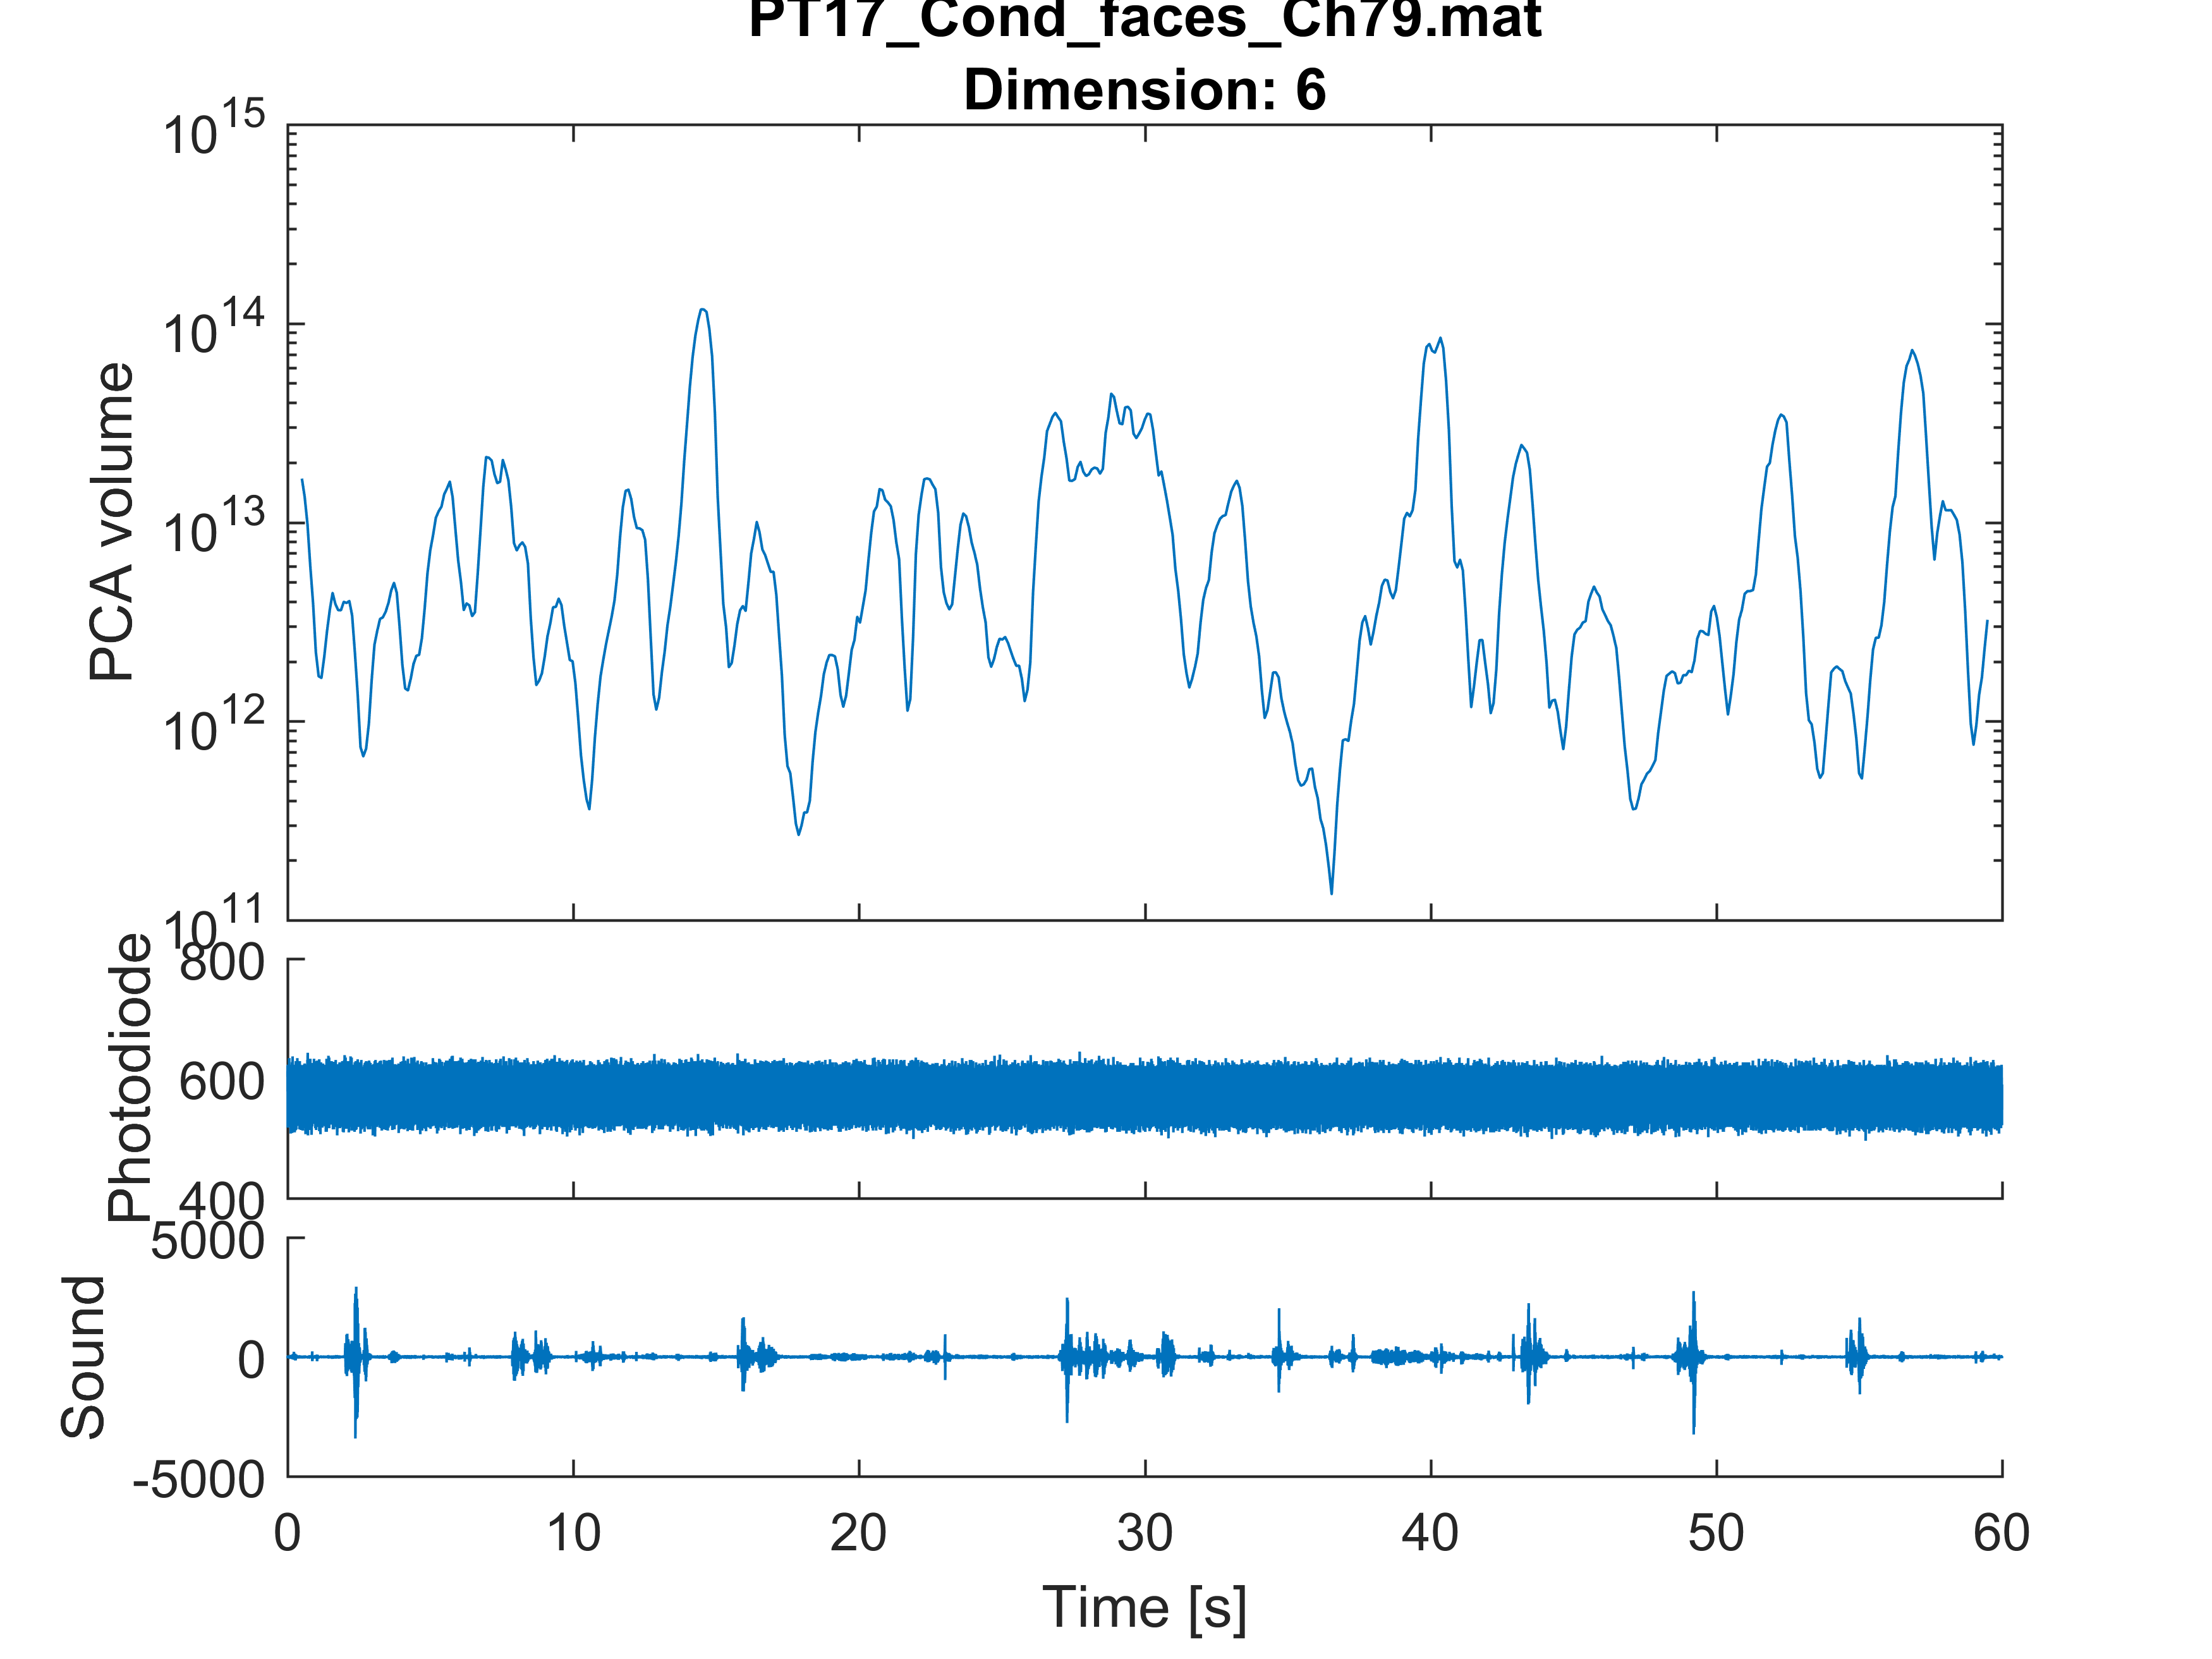 PT17_Cond_faces_Ch79.mat
Dimension: 6
10^15
10^14
10^13
10^12
10^11
PCA volume
800
600
400
Photodiode
5000
0
-5000
Sound
0 10 20 30 40 50 60
Time [s]